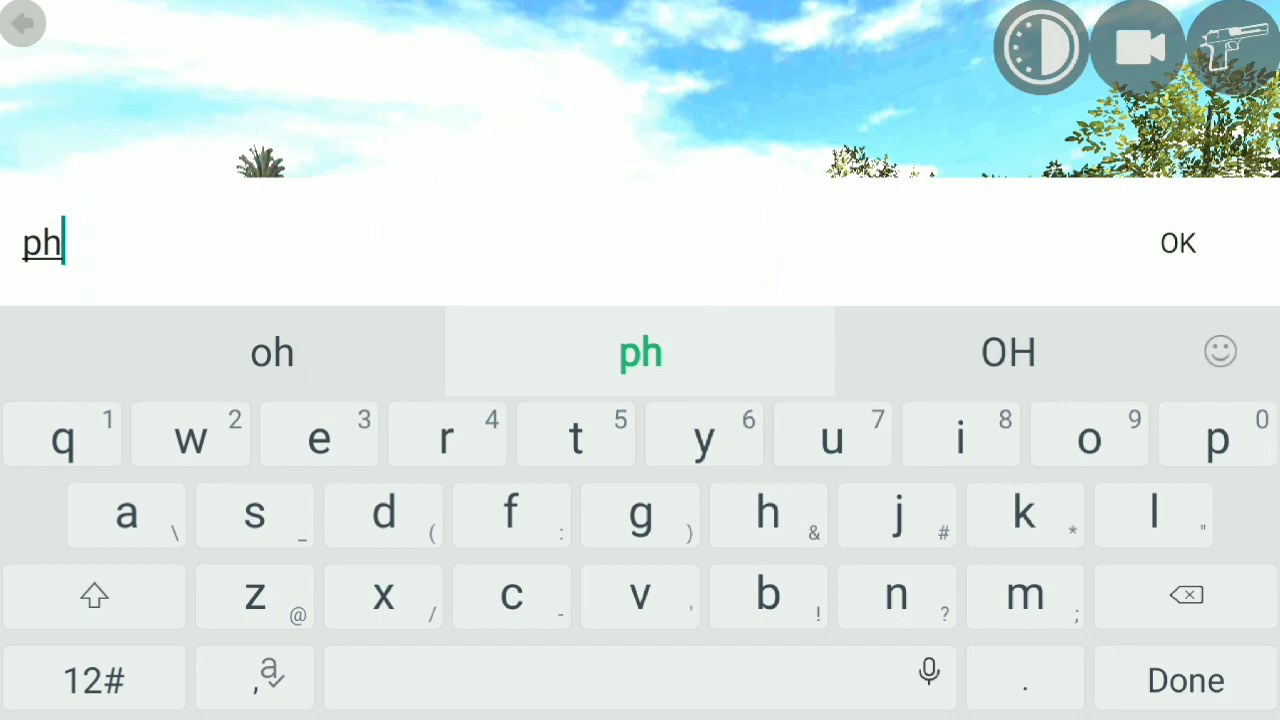 ph
OK
oh ph OH
q 1 w 2 e 3 r 4 t 5 y 6 u 7 i 8 o 9 p 0
a \ s _ d ( f : g ) h & j # k * l "
z @ x / c - v ' b ! n ? m ;
12# , a . Done